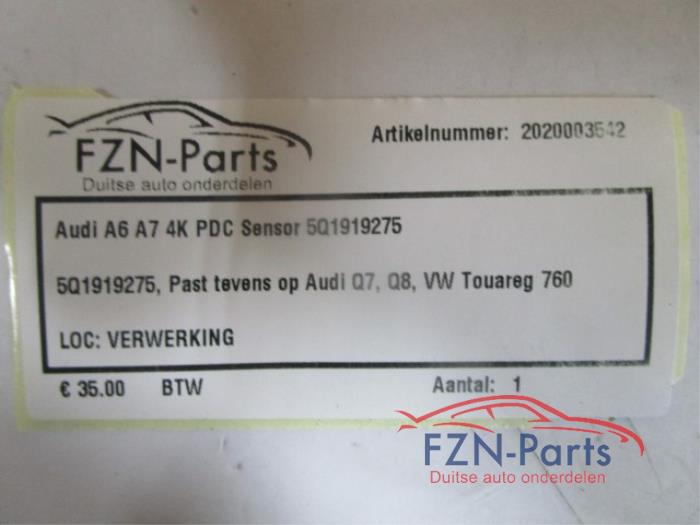 FZN-Parts
Duitse auto onderdelen
Artikelnummer: 2020003542
Audi A6 A7 4K PDC Sensor 5Q1919275
5Q1919275, Past tevens op Audi Q7, Q8, VW Touareg 760
LOC: VERWERKING
€ 35.00 BTW Aantal: 1
FZN-Parts
Duitse auto onderdelen